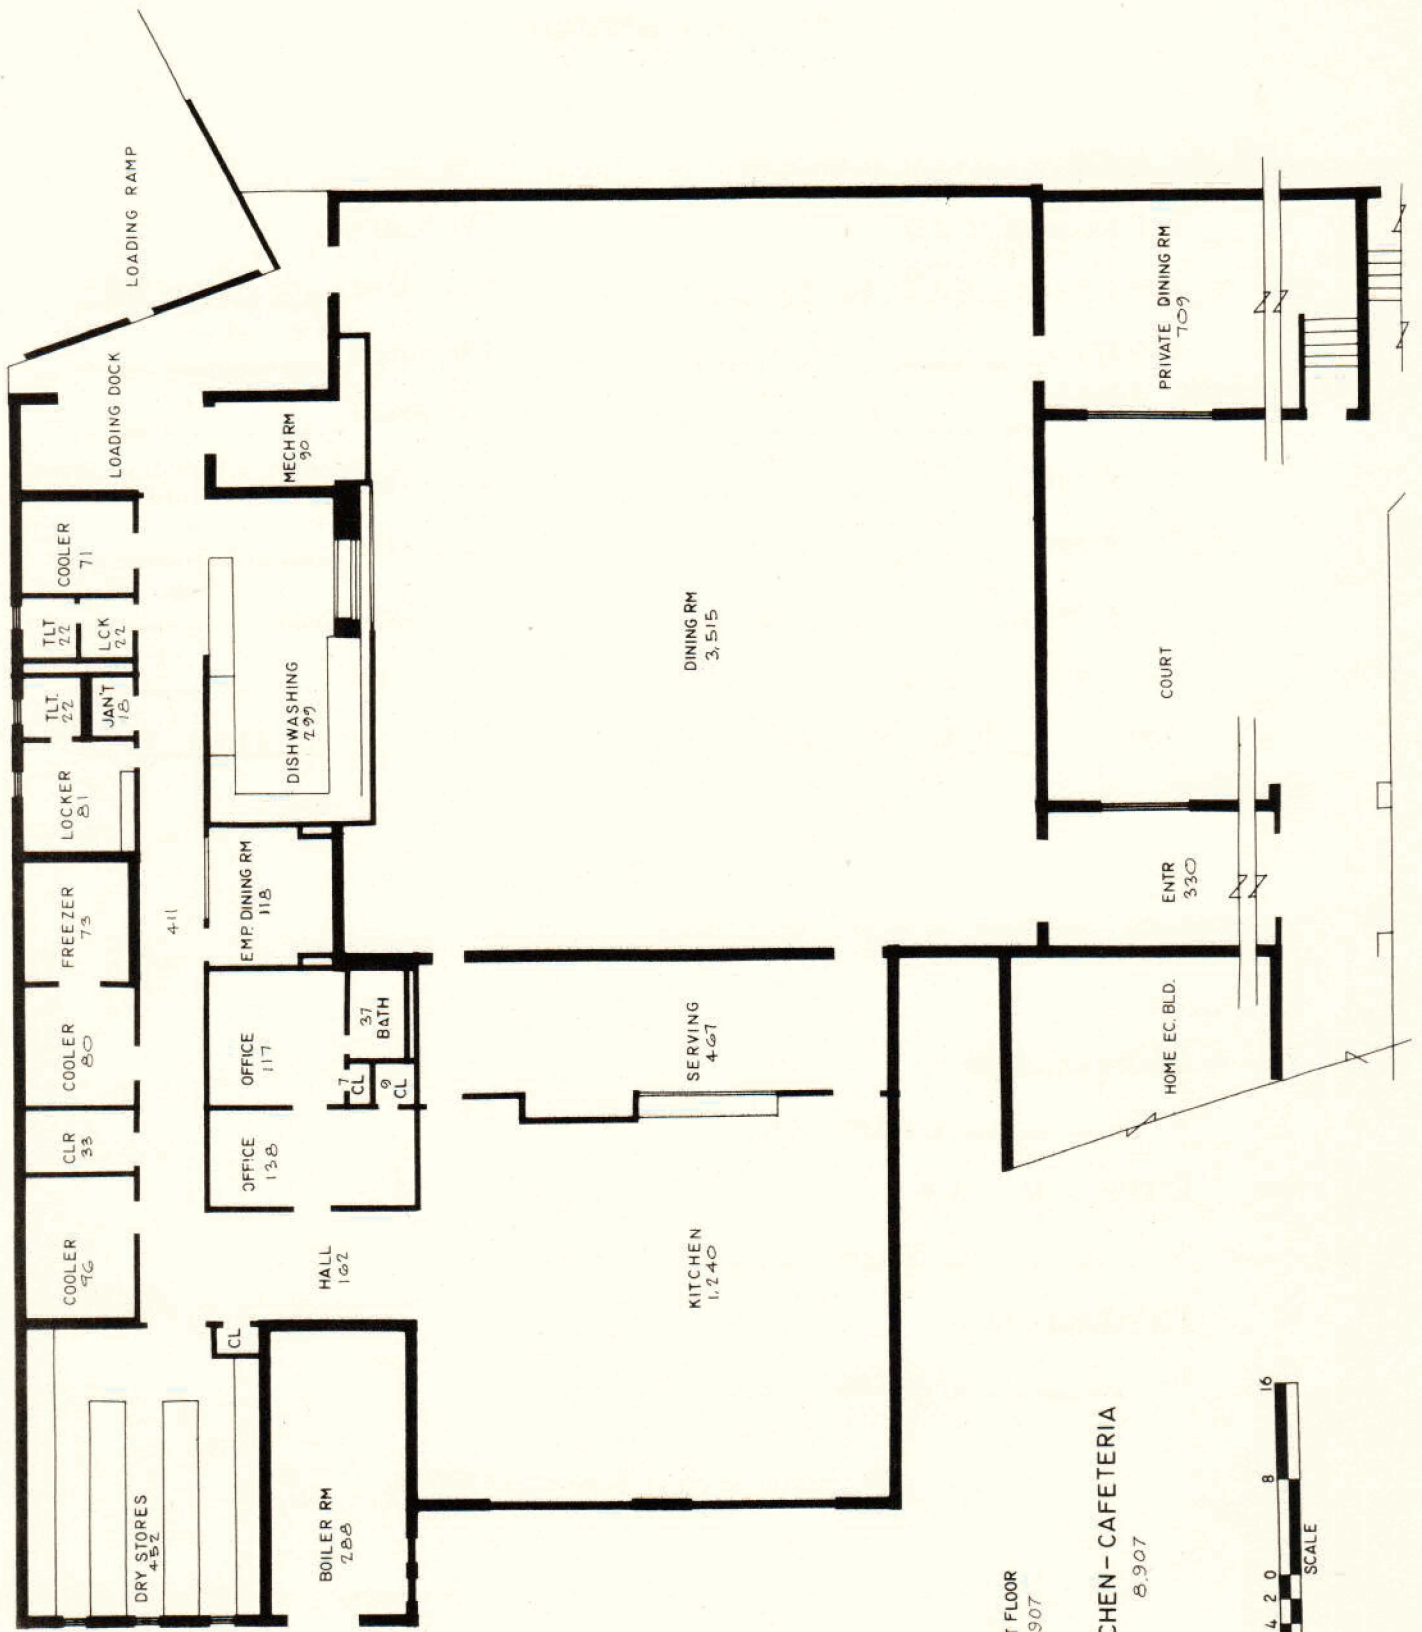 LOADING RAMP
LOADING DOCK
MECH RM
90
COOLER
71
TLT
22
LCK
22
TLT.
22
JAN'T
18
LOCKER
81
DISHWASHING
299
FREEZER
73
411
EMP. DINING RM
118
COOLER
80
OFFICE
117
37
BATH
7
CL
9
CL
CLR
33
OFFICE
138
COOLER
96
HALL
162
CL
DRY STORES
452
BOILER RM
288
DINING RM
3,515
SERVING
467
KITCHEN
1,240
PRIVATE DINING RM
709
COURT
ENTR
330
HOME EC. BLD.
T FLOOR
907
CHEN - CAFETERIA
8,907
4 2 0 8 16
SCALE